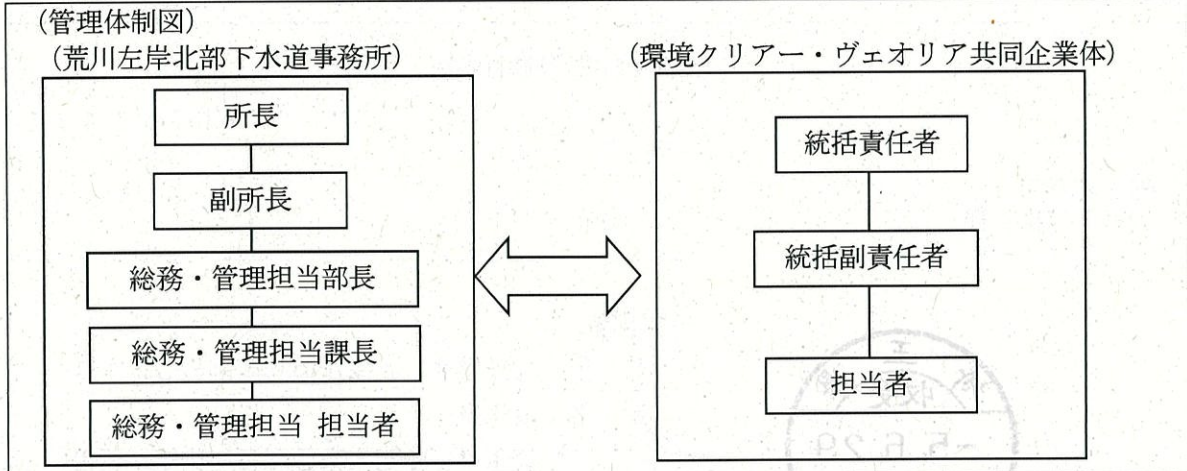 (管理体制図)
(荒川左岸北部下水道事務所)
所長
副所長
総務・管理担当部長
総務・管理担当課長
総務・管理担当 担当者
(環境クリアー・ヴェオリア共同企業体)
統括責任者
統括副責任者
担当者
-5.6.29